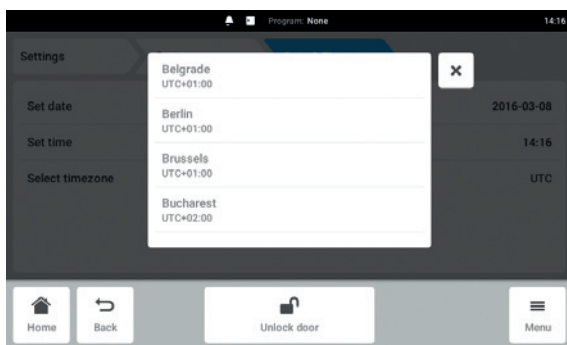 Program: None
14:16
Settings
Belgrade
UTC+01:00
Berlin
UTC+01:00
Brussels
UTC+01:00
Bucharest
UTC+02:00
Set date
2016-03-08
Set time
14:16
Select timezone
UTC
Home
Back
Unlock door
Menu